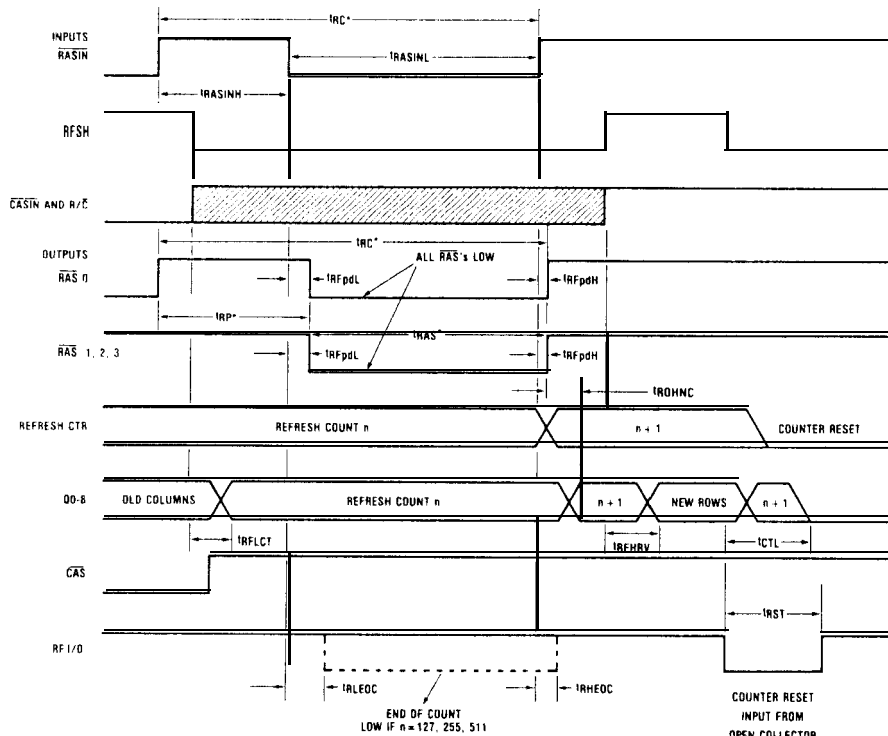 tRC*
INPUTS
RASIN
tRASINL
tRASINH
RFSH
CASIN AND R/C
tRC*
OUTPUTS
ALL RAS's LOW
RAS 0
tRFpdL
tRFpdH
tRP*
tRAS*
RAS 1, 2, 3
tRFpdL
tRFpdH
tROHNC
REFRESH CTR
REFRESH COUNT n
n + 1
COUNTER RESET
Q0-8
OLD COLUMNS
REFRESH COUNT n
n + 1
NEW ROWS
n + 1
tRFLCT
tRFHRV
tCTL
CAS
tRST
RF I/O
tRLEOC
tRHEOC
END OF COUNT
LOW IF n = 127, 255, 511
COUNTER RESET
INPUT FROM
OPEN COLLECTOR